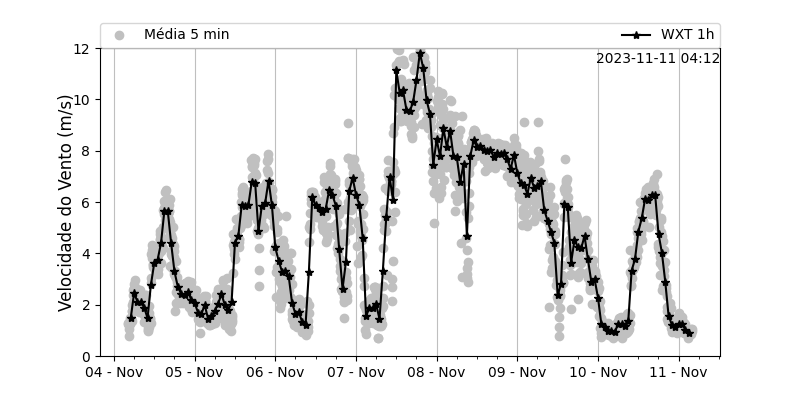 Média 5 min
WXT 1h
2023-11-11 04:12
Velocidade do Vento (m/s)
12
10
8
6
4
2
0
04 - Nov
05 - Nov
06 - Nov
07 - Nov
08 - Nov
09 - Nov
10 - Nov
11 - Nov